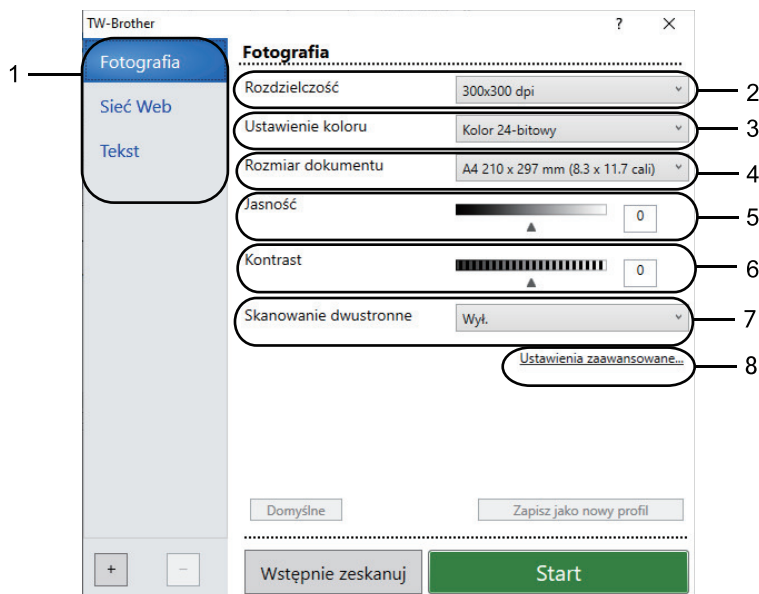 TW-Brother ? ×
1
Fotografia
Sieć Web
Tekst
Fotografia
Rozdzielczość 300x300 dpi 2
Ustawienie koloru Kolor 24-bitowy 3
Rozmiar dokumentu A4 210 x 297 mm (8.3 x 11.7 cali) 4
Jasność 0 5
Kontrast 0 6
Skanowanie dwustronne Wył. 7
Ustawienia zaawansowane... 8
Domyślne Zapisz jako nowy profil
+ − Wstępnie zeskanuj Start